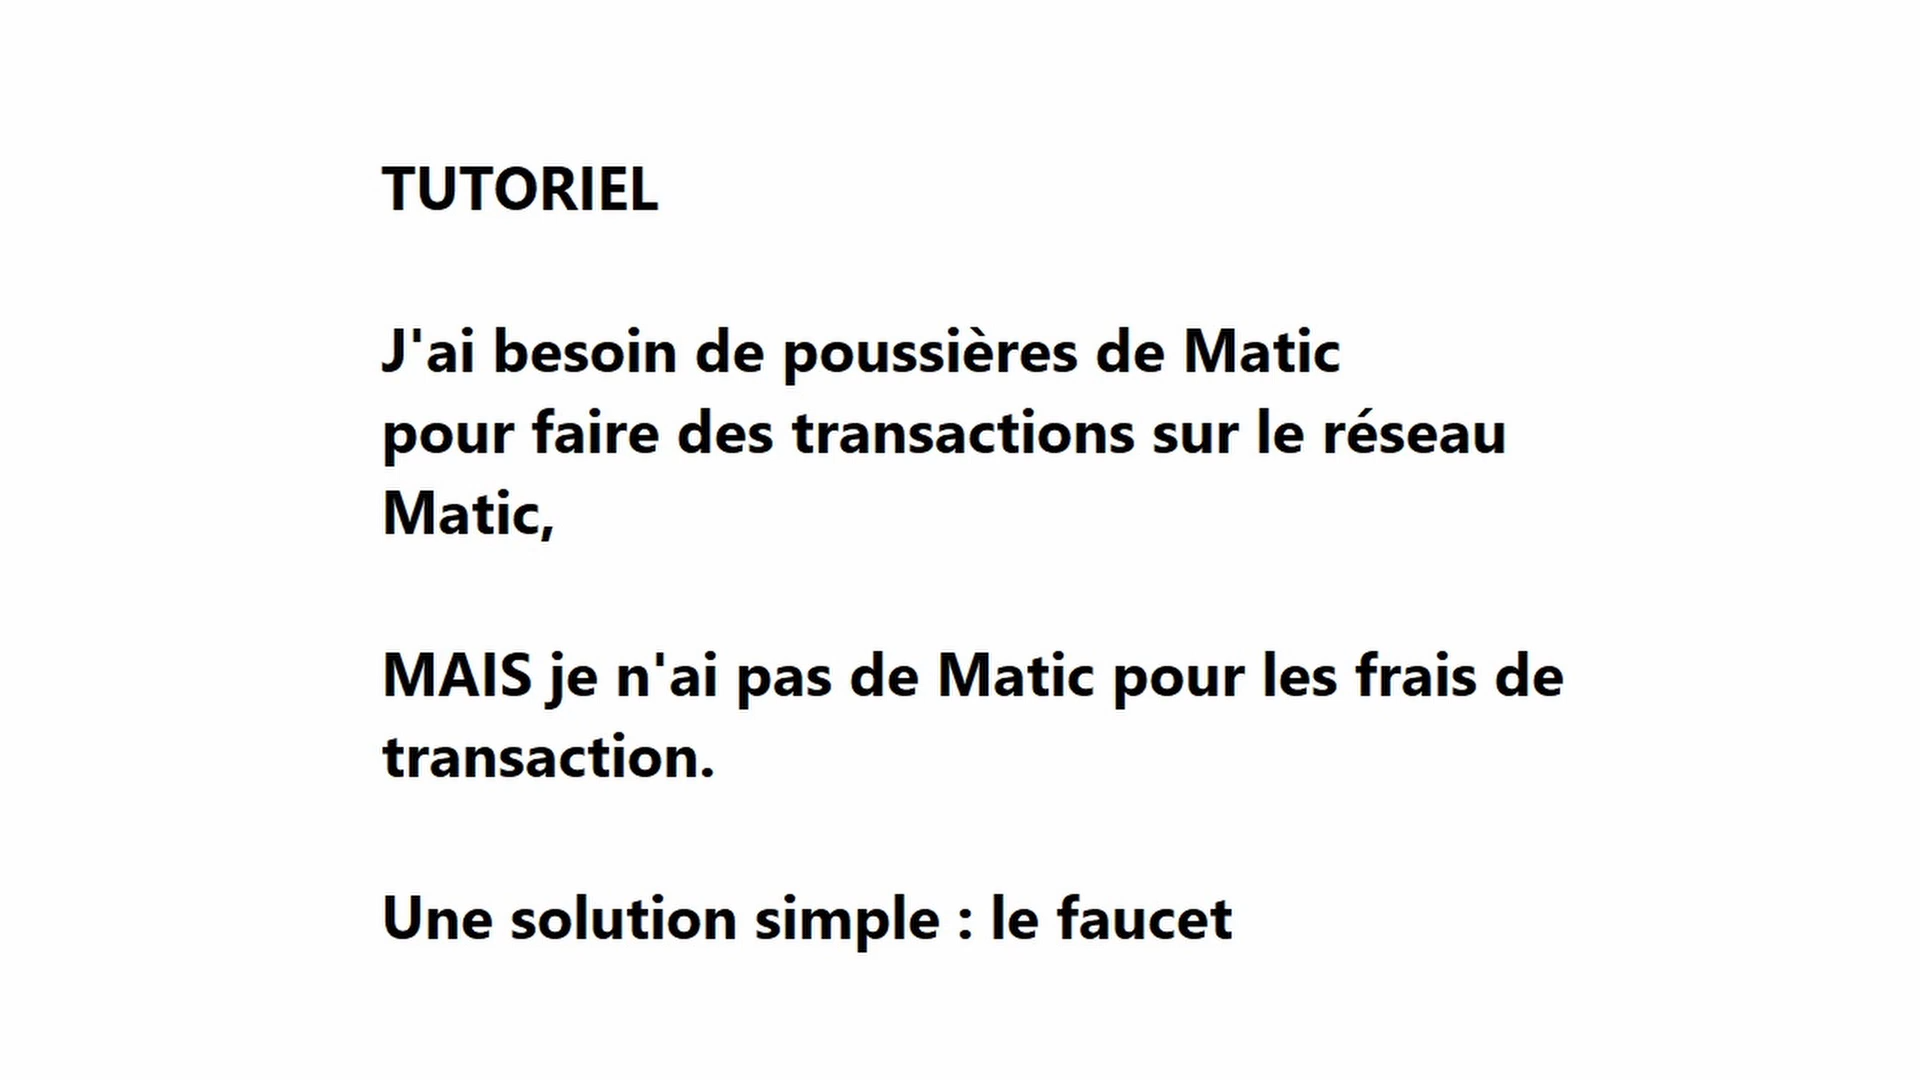 TUTORIEL
J'ai besoin de poussières de Matic
pour faire des transactions sur le réseau
Matic,
MAIS je n'ai pas de Matic pour les frais de
transaction.
Une solution simple : le faucet